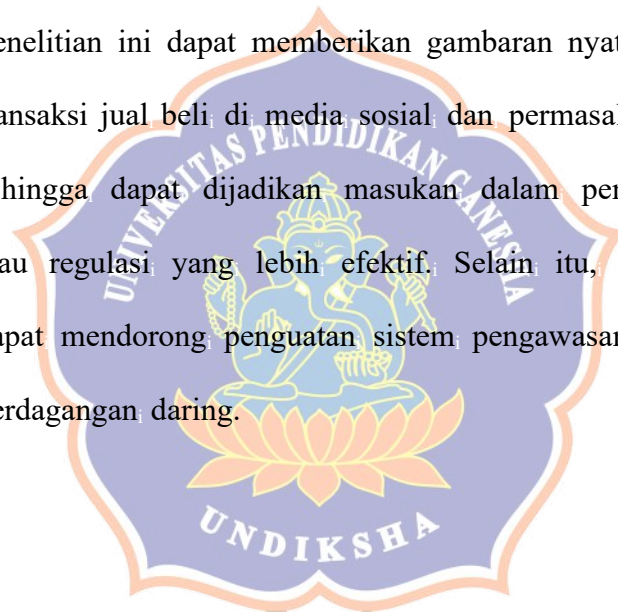 enelitian ini dapat memberikan gambaran nyat
ansaksi jual beli di media sosial dan permasal
hingga dapat dijadikan masukan dalam per
au regulasi yang lebih efektif. Selain itu,
apat mendorong penguatan sistem pengawasan
erdagangan daring.
UNIVERSITAS PENDIDIKAN GANESHA
UNDIKSHA